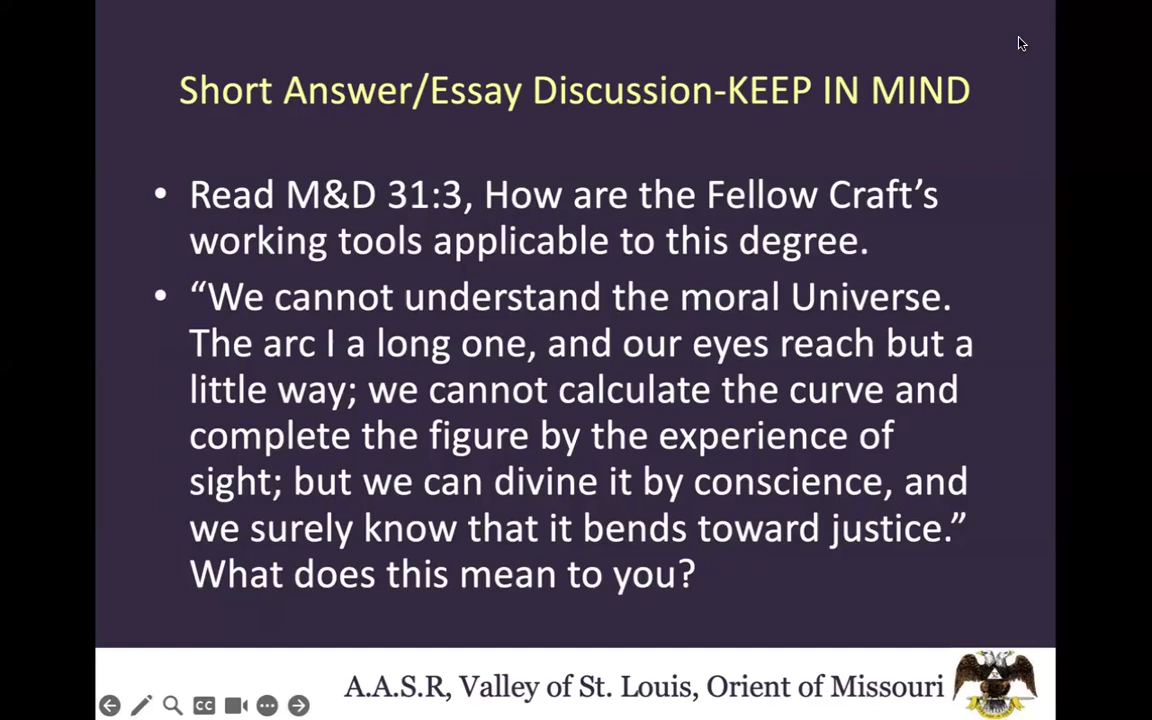 Short Answer/Essay Discussion-KEEP IN MIND
• Read M&D 31:3, How are the Fellow Craft’s
working tools applicable to this degree.
• “We cannot understand the moral Universe.
The arc I a long one, and our eyes reach but a
little way; we cannot calculate the curve and
complete the figure by the experience of
sight; but we can divine it by conscience, and
we surely know that it bends toward justice.”
What does this mean to you?
A.A.S.R, Valley of St. Louis, Orient of Missouri
CC